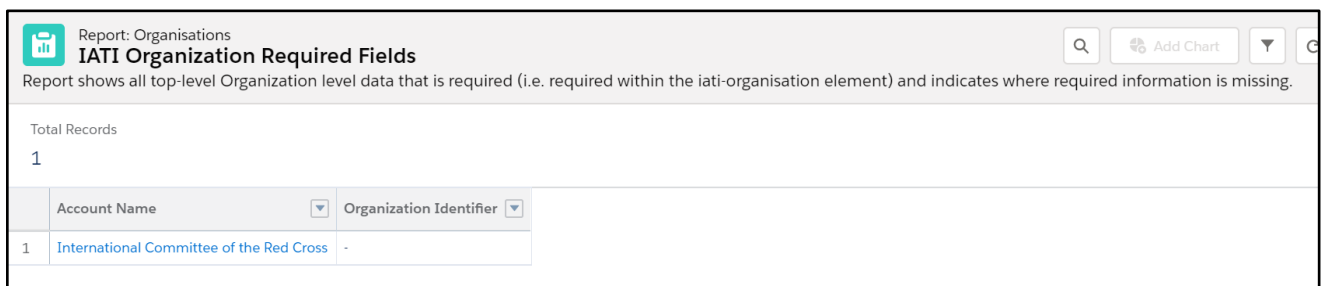 Report: Organisations
IATI Organization Required Fields
Add Chart
Report shows all top-level Organization level data that is required (i.e. required within the iati-organisation element) and indicates where required information is missing.
Total Records
1
Account Name Organization Identifier
1 International Committee of the Red Cross -